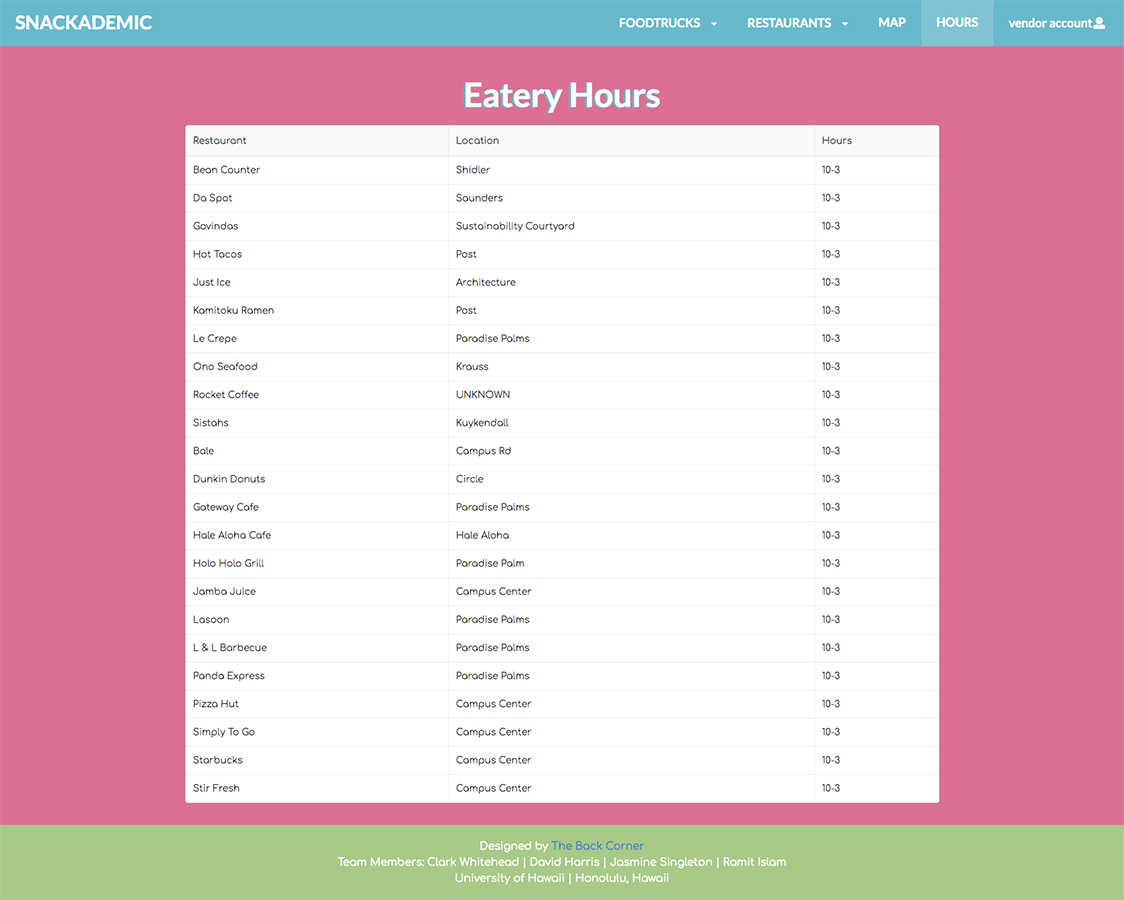 SNACKADEMIC FOODTRUCKS RESTAURANTS MAP HOURS vendor account
Eatery Hours
Restaurant Location Hours
Bean Counter Shidler 10-3
Da Spot Saunders 10-3
Govindas Sustainability Courtyard 10-3
Hot Tacos Post 10-3
Just Ice Architecture 10-3
Kamitoku Ramen Post 10-3
Le Crepe Paradise Palms 10-3
Ono Seafood Krauss 10-3
Rocket Coffee UNKNOWN 10-3
Sistahs Kuykendall 10-3
Bale Campus Rd 10-3
Dunkin Donuts Circle 10-3
Gateway Cafe Paradise Palms 10-3
Hale Aloha Cafe Hale Aloha 10-3
Holo Holo Grill Paradise Palm 10-3
Jamba Juice Campus Center 10-3
Lasoon Paradise Palms 10-3
L & L Barbecue Paradise Palms 10-3
Panda Express Paradise Palms 10-3
Pizza Hut Campus Center 10-3
Simply To Go Campus Center 10-3
Starbucks Campus Center 10-3
Stir Fresh Campus Center 10-3
Designed by The Back Corner
Team Members: Clark Whitehead | David Harris | Jasmine Singleton | Ramit Islam
University of Hawaii | Honolulu, Hawaii